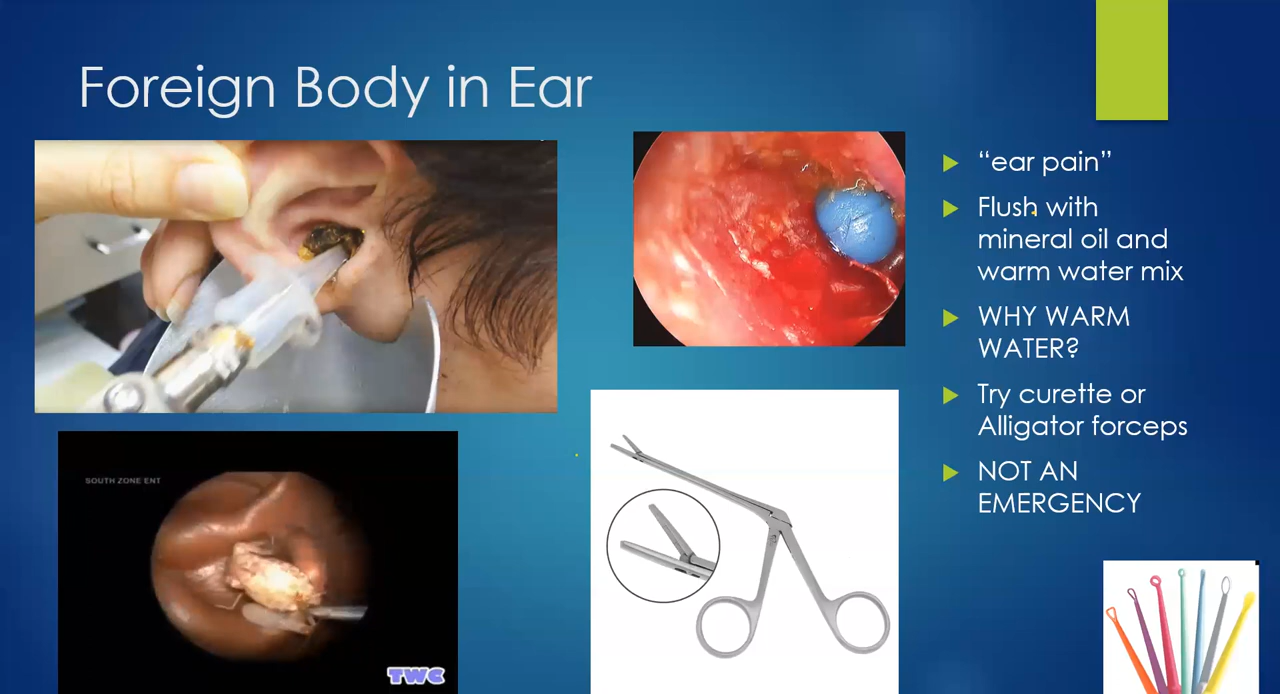 Foreign Body in Ear
“ear pain”
Flush with
mineral oil and
warm water mix
WHY WARM
WATER?
Try curette or
Alligator forceps
NOT AN
EMERGENCY
SOUTH ZONE ENT
TWC